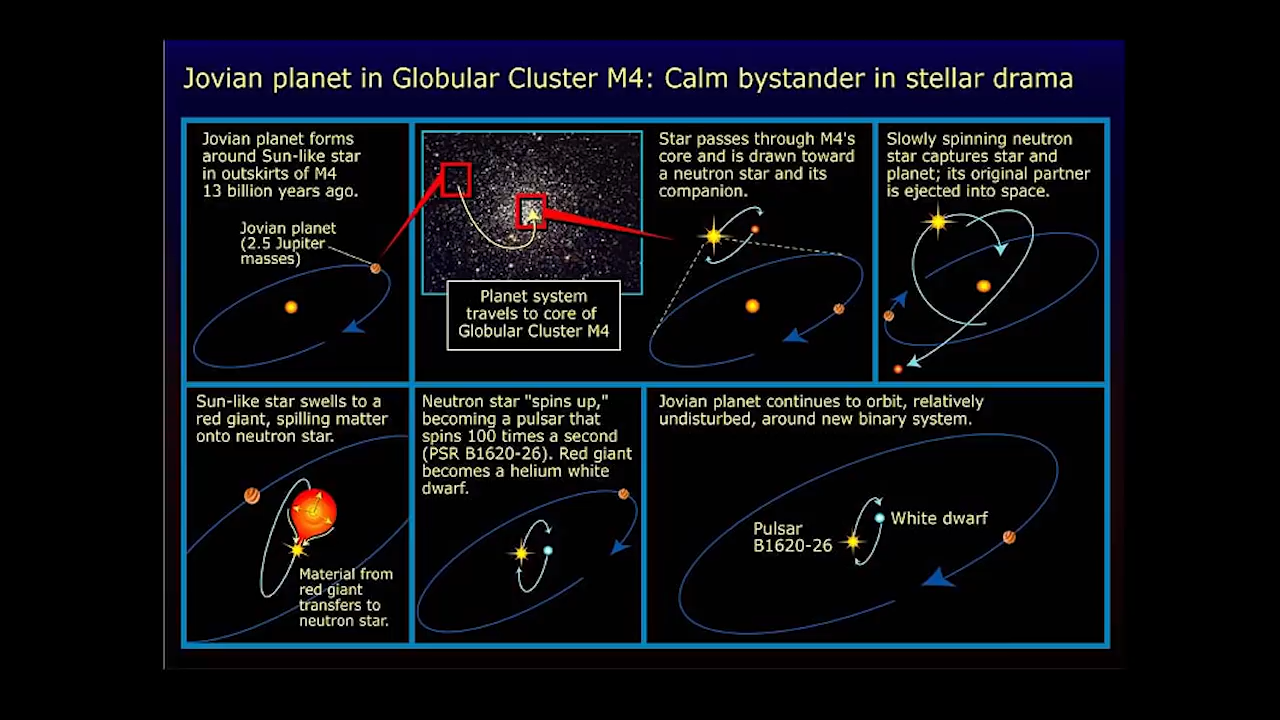 Jovian planet in Globular Cluster M4: Calm bystander in stellar drama
Jovian planet forms
around Sun-like star
in outskirts of M4
13 billion years ago.
Jovian planet
(2.5 Jupiter
masses)
Planet system
travels to core of
Globular Cluster M4
Star passes through M4's
core and is drawn toward
a neutron star and its
companion.
Slowly spinning neutron
star captures star and
planet; its original partner
is ejected into space.
Sun-like star swells to a
red giant, spilling matter
onto neutron star.
Material from
red giant
transfers to
neutron star.
Neutron star "spins up,"
becoming a pulsar that
spins 100 times a second
(PSR B1620-26). Red giant
becomes a helium white
dwarf.
Jovian planet continues to orbit, relatively
undisturbed, around new binary system.
Pulsar
B1620-26
White dwarf